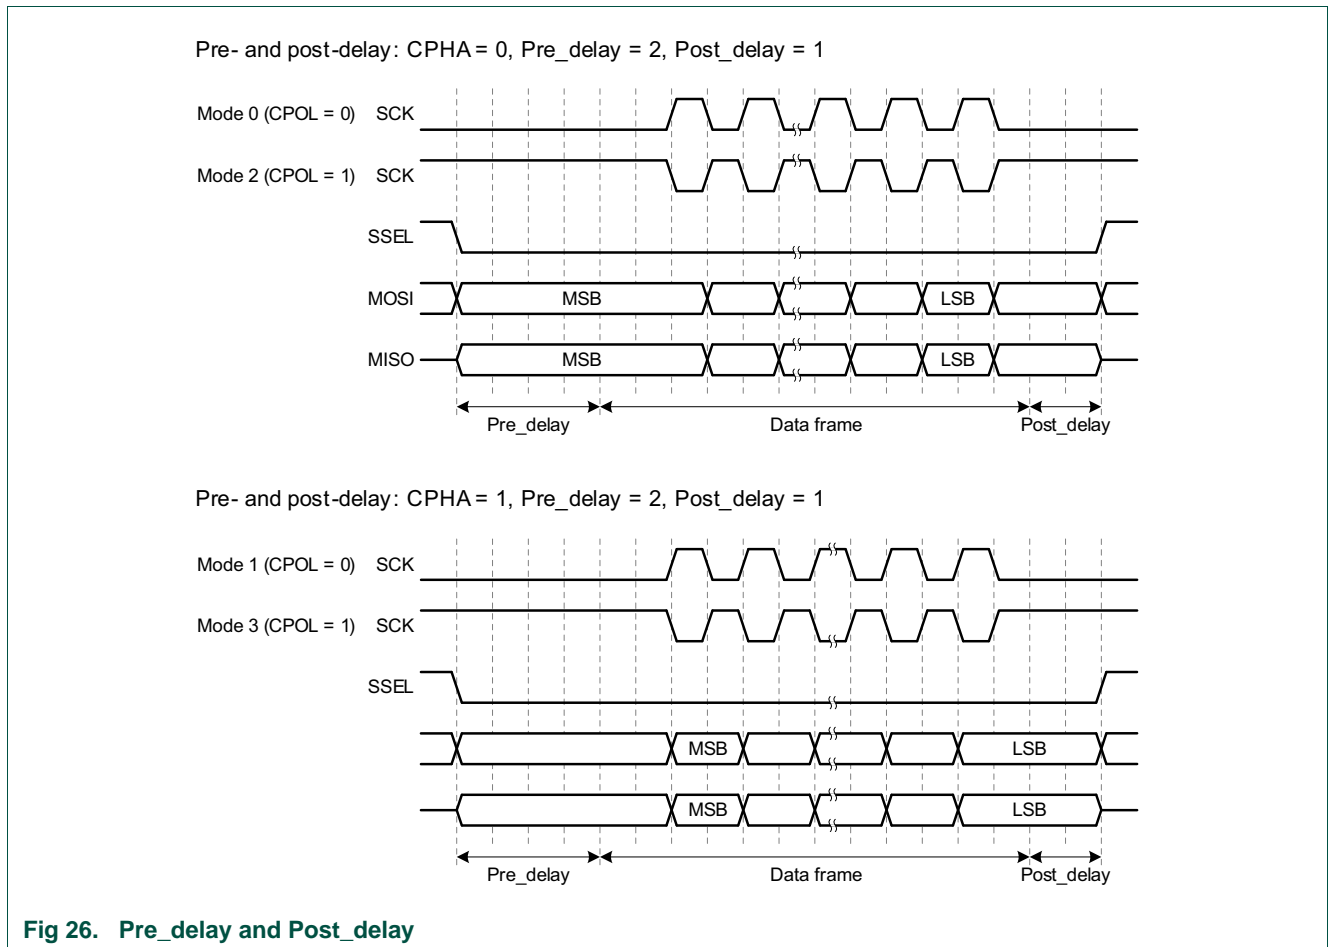 Pre- and post-delay: CPHA = 0, Pre_delay = 2, Post_delay = 1
Mode 0 (CPOL = 0) SCK
Mode 2 (CPOL = 1) SCK
SSEL
MOSI MSB LSB
MISO MSB LSB
Pre_delay Data frame Post_delay
Pre- and post-delay: CPHA = 1, Pre_delay = 2, Post_delay = 1
Mode 1 (CPOL = 0) SCK
Mode 3 (CPOL = 1) SCK
SSEL
MSB LSB
MSB LSB
Pre_delay Data frame Post_delay
Fig 26. Pre_delay and Post_delay